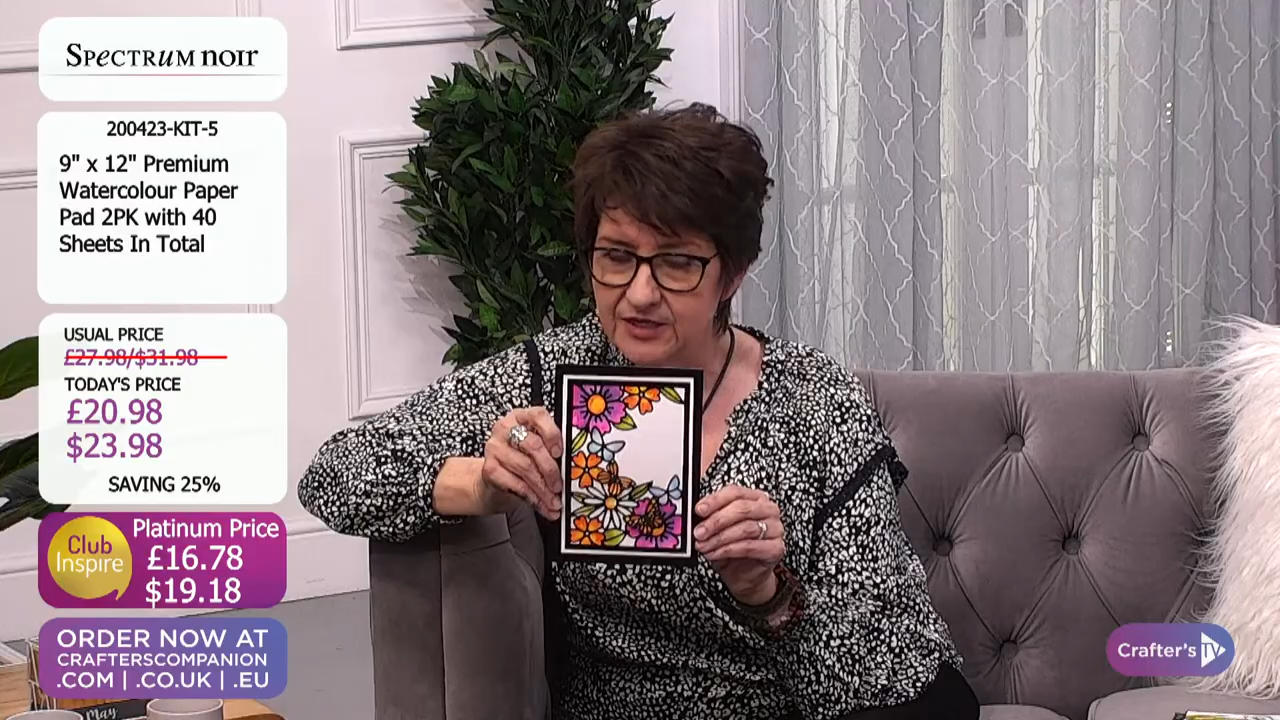 SPECTRUM noir
200423-KIT-5
9" x 12" Premium
Watercolour Paper
Pad 2PK with 40
Sheets In Total
USUAL PRICE
£27.98/$31.98
TODAY'S PRICE
£20.98
$23.98
SAVING 25%
Club
Inspire
Platinum Price
£16.78
$19.18
ORDER NOW AT
CRAFTERSCOMPANION
.COM | .CO.UK | .EU
May
Crafter's TV